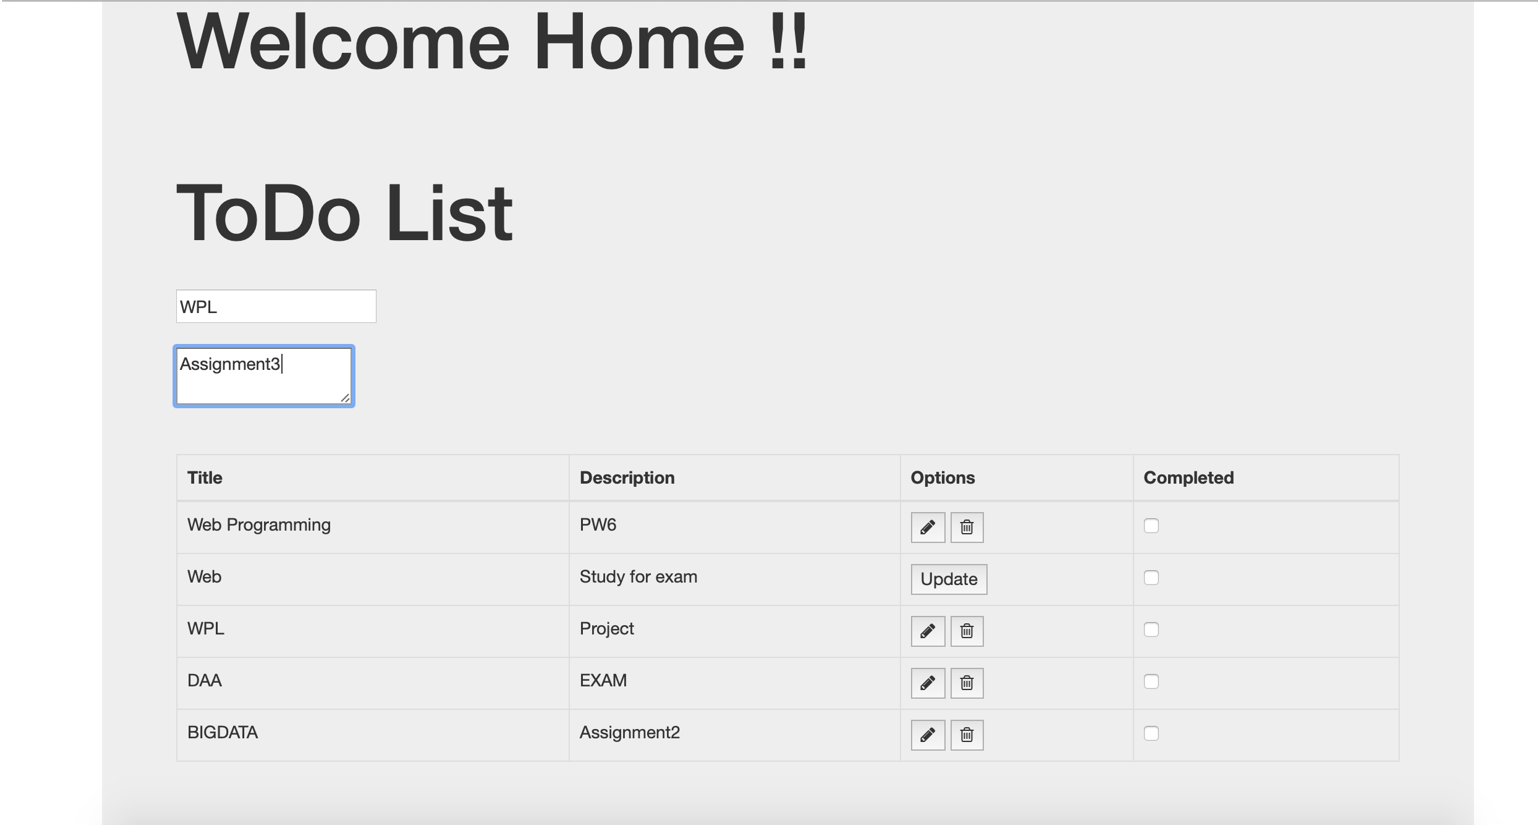 Welcome Home !!
ToDo List
WPL
Assignment3
Title Description Options Completed
Web Programming PW6
Web Study for exam Update
WPL Project
DAA EXAM
BIGDATA Assignment2